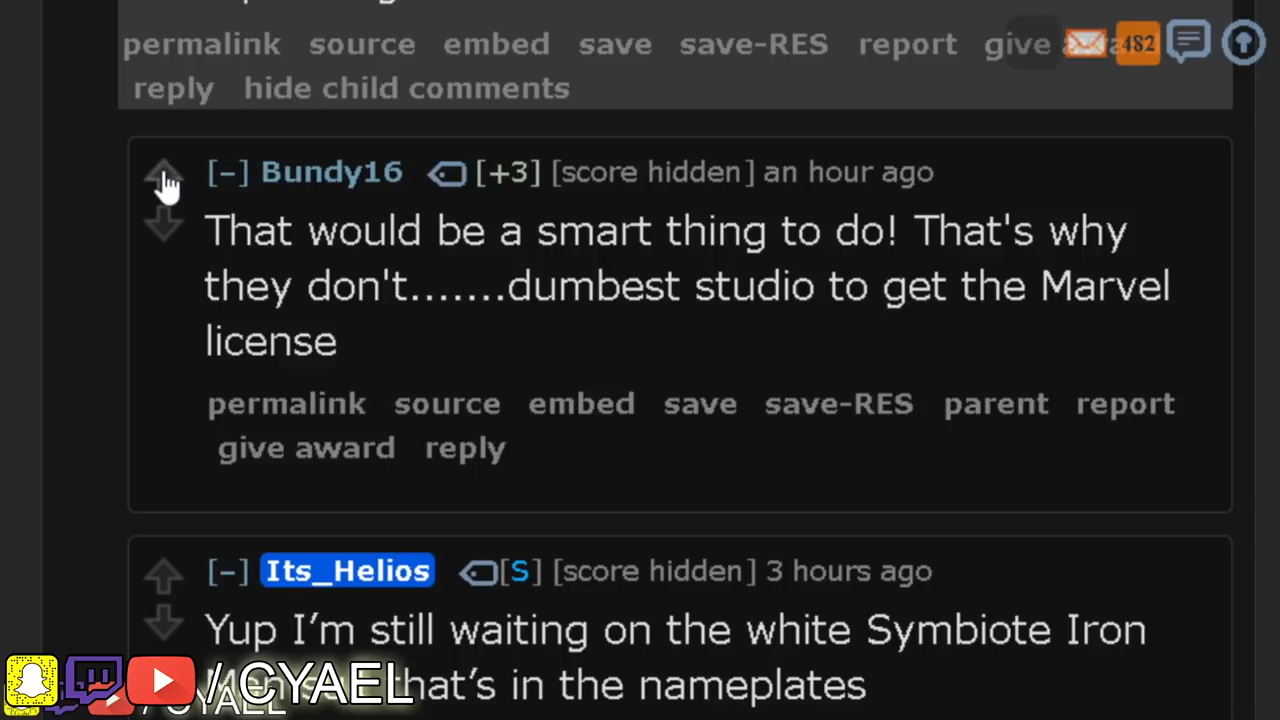 permalink source embed save save-RES report give
482
reply hide child comments
[–] Bundy16 [+3] [score hidden] an hour ago
That would be a smart thing to do! That's why
they don't.......dumbest studio to get the Marvel
license
permalink source embed save save-RES parent report
give award reply
[–] Its_Helios [S] [score hidden] 3 hours ago
Yup I’m still waiting on the white Symbiote Iron
that’s in the nameplates
/ CYAEL
/ CYAEL